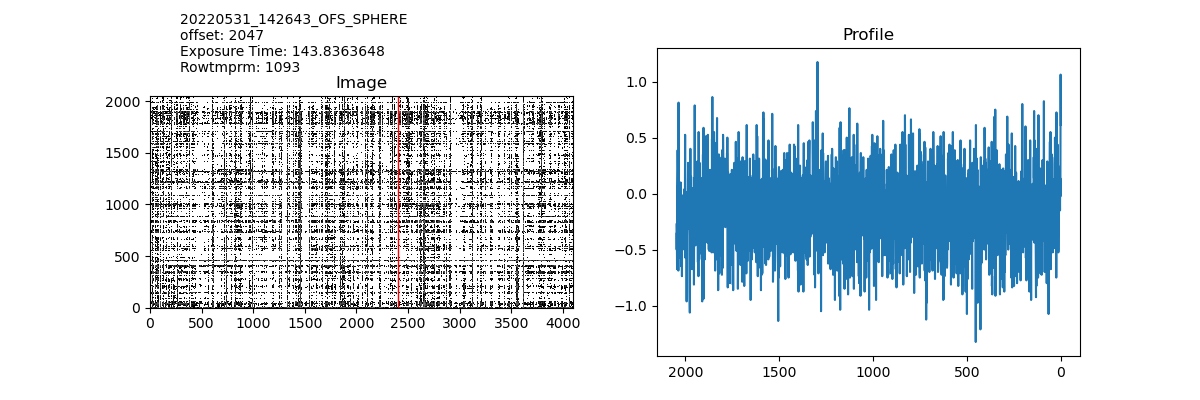 20220531_142643_OFS_SPHERE
offset: 2047
Exposure Time: 143.8363648
Rowtmprm: 1093
Image
2000
1500
1000
500
0
0 500 1000 1500 2000 2500 3000 3500 4000
Profile
1.0
0.5
0.0
−0.5
−1.0
2000 1500 1000 500 0